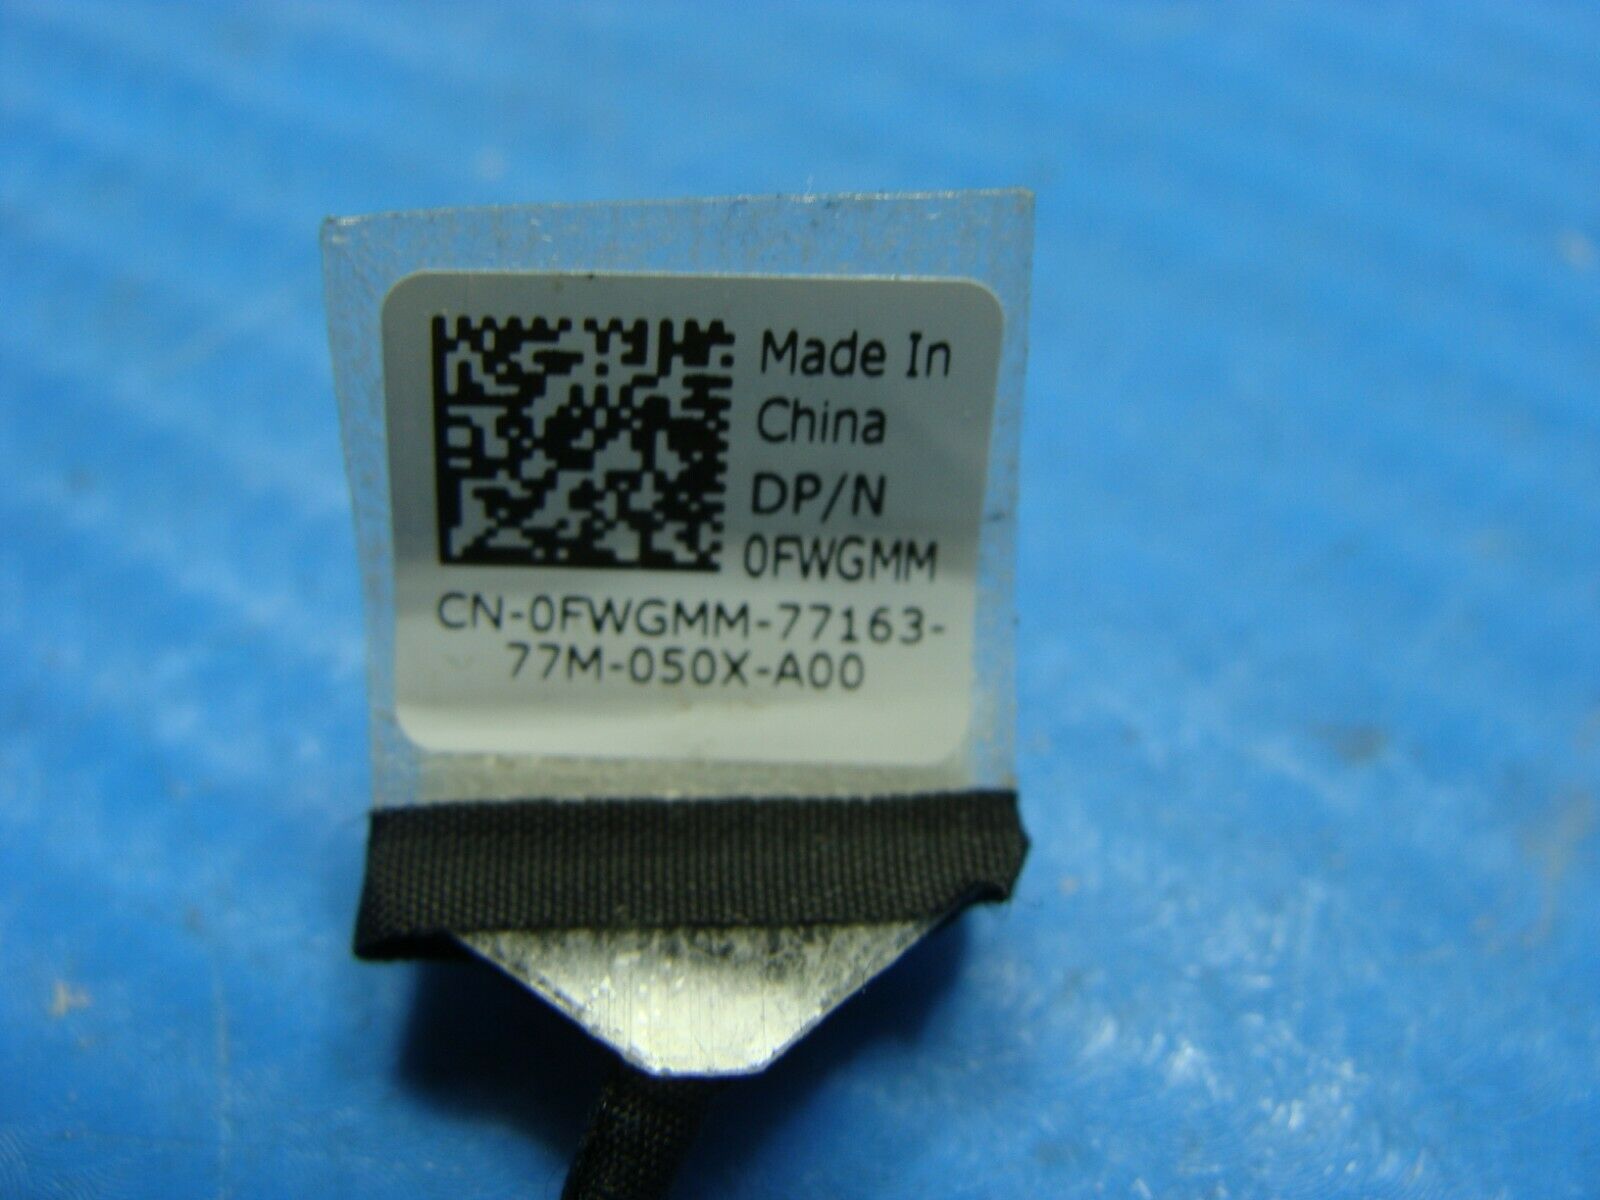 Made In
China
DP/N
0FWGMM
CN-0FWGMM-77163-
77M-050X-A00